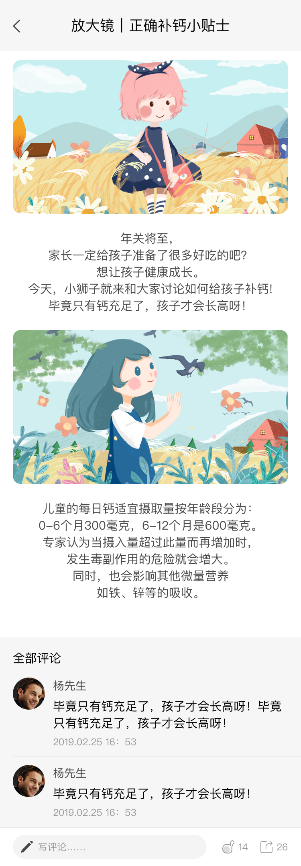 放大镜｜正确补钙小贴士
年关将至，
家长一定给孩子准备了很多好吃的吧？
想让孩子健康成长。
今天，小狮子就来和大家讨论如何给孩子补钙！
毕竟只有钙充足了，孩子才会长高呀！
儿童的每日钙适宜摄取量按年龄段分为：
0-6个月300毫克，6-12个月是600毫克。
专家认为当摄入量超过此量而再增加时，
发生毒副作用的危险就会增大。
同时，也会影响其他微量营养
如铁、锌等的吸收。
全部评论
杨先生
毕竟只有钙充足了，孩子才会长高呀！毕竟
只有钙充足了，孩子才会长高呀！
2019.02.25 16：53
杨先生
毕竟只有钙充足了，孩子才会长高呀！
2019.02.25 16：53
写评论……
14
26